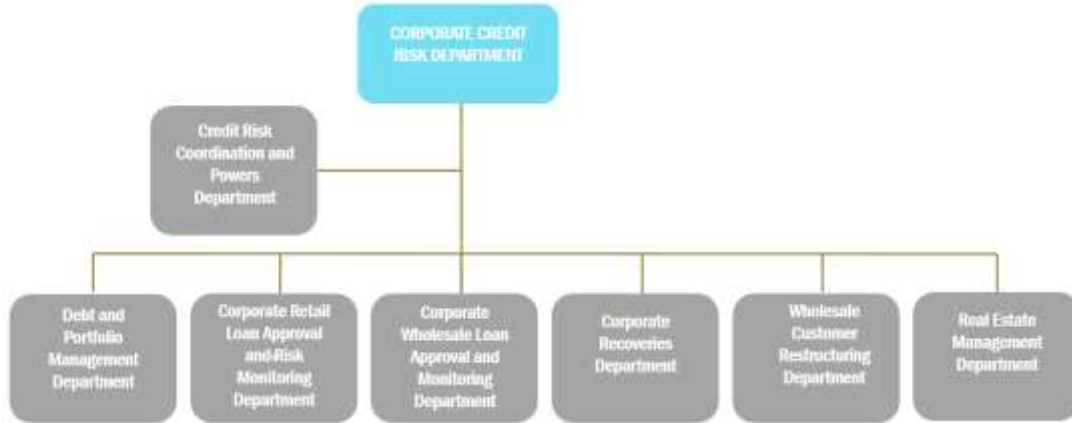 CORPORATE CREDIT
RISK DEPARTMENT
Credit Risk
Coordination and
Powers
Department
Debt and
Portfolio
Management
Department
Corporate Retail
Loan Approval
and-Risk
Monitoring
Department
Corporate
Wholesale Loan
Approval and
Monitoring
Department
Corporate
Recoveries
Department
Wholesale
Customer
Restructuring
Department
Real Estate
Management
Department